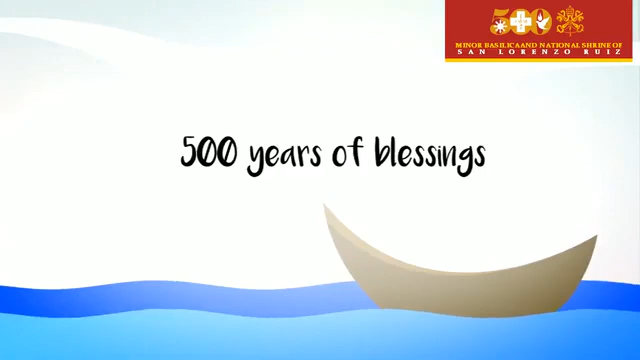 500
MINOR BASILICA AND NATIONAL SHRINE OF
SAN LORENZO RUIZ
500 years of blessings